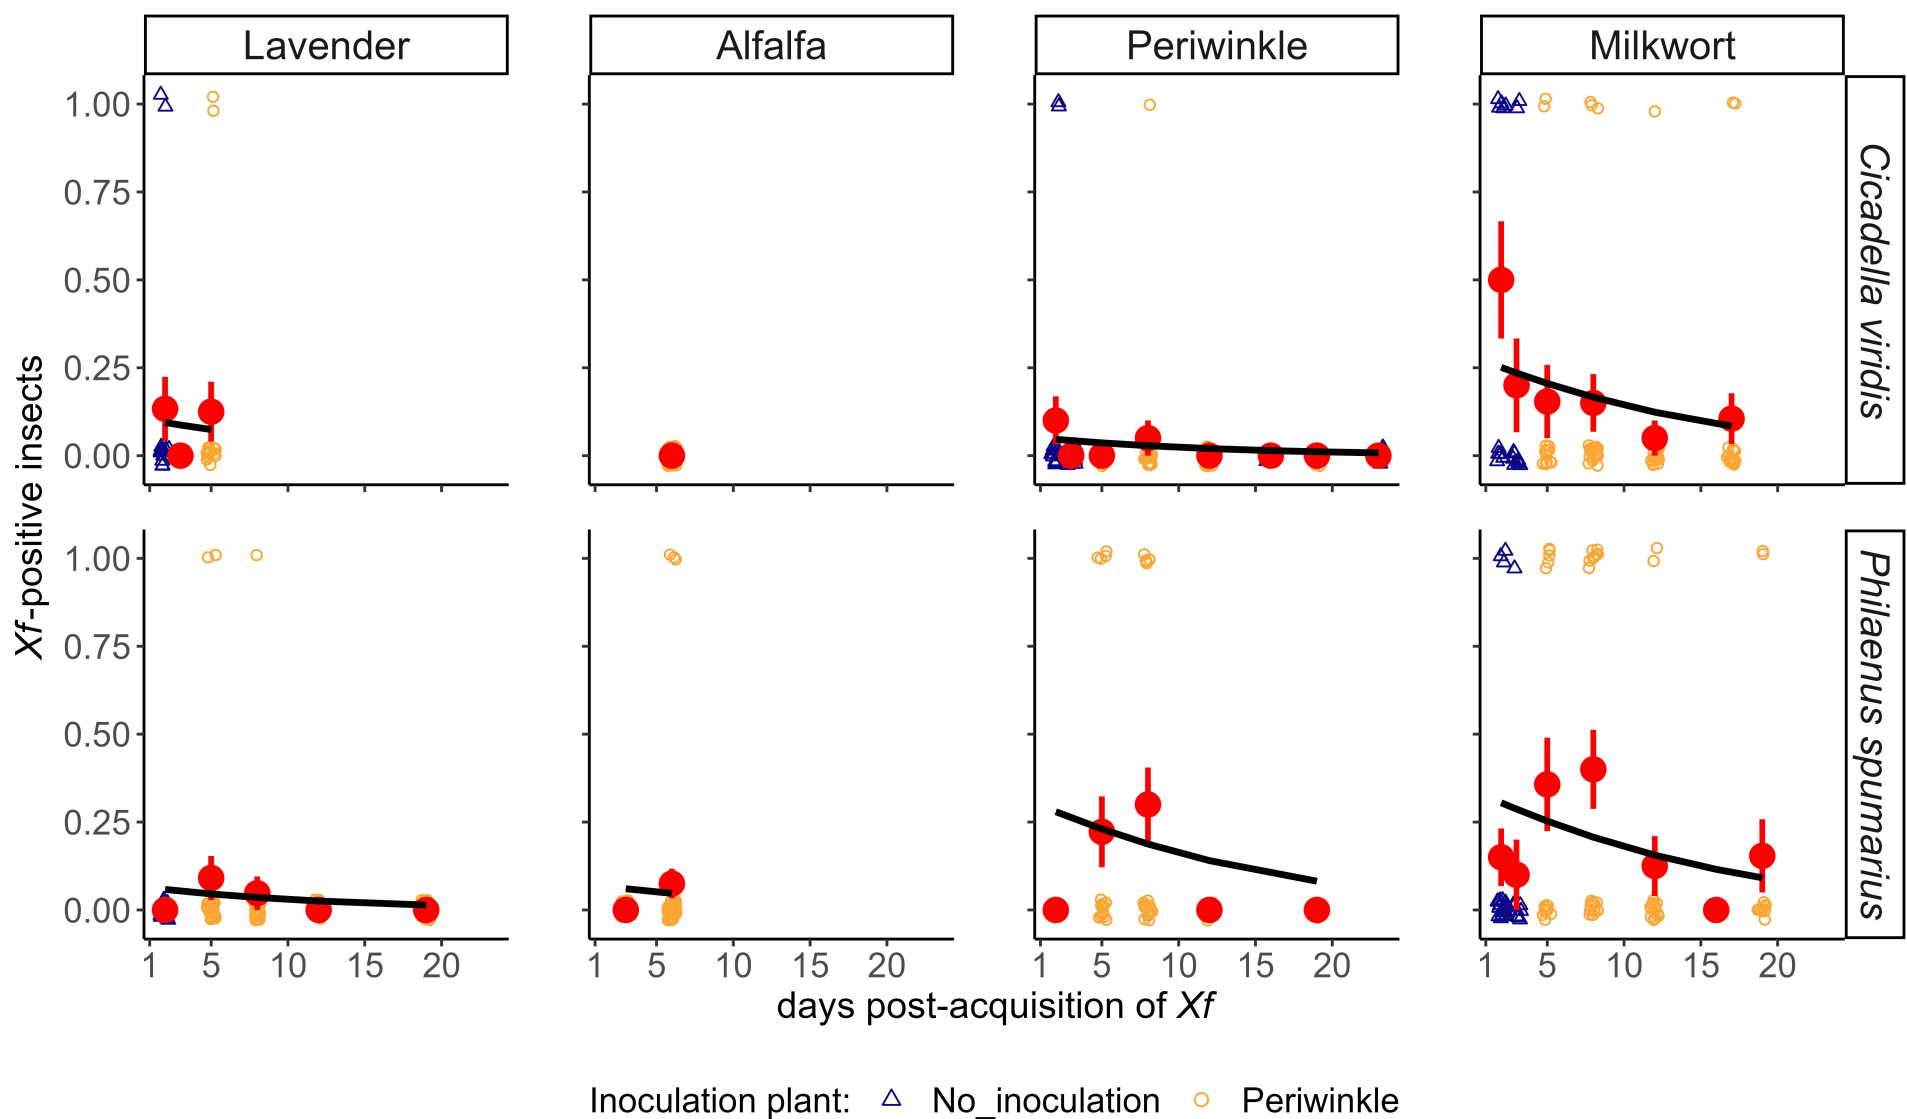 Lavender Alfalfa Periwinkle Milkwort
1.00
0.75
0.50
0.25
0.00
Cicadella viridis
Xf-positive insects
1.00
0.75
0.50
0.25
0.00
Philaenus spumarius
1 5 10 15 20 1 5 10 15 20 1 5 10 15 20 1 5 10 15 20
days post-acquisition of Xf
Inoculation plant: No_inoculation Periwinkle